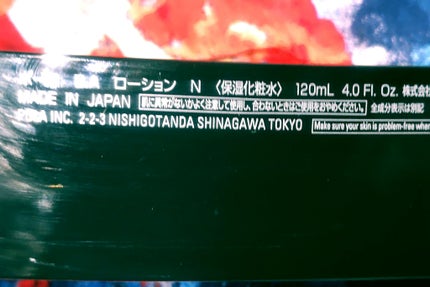 ローション N 〈保湿化粧水〉 120mL 4.0 Fl. Oz. 株式会
MADE IN JAPAN 肌に異常がないかよく注意して使用し、合わないときはご使用をおやめください。 全成分表示は別記
INC. 2-2-3 NISHIGOTANDA SHINAGAWA TOKYO Make sure your skin is problem-free